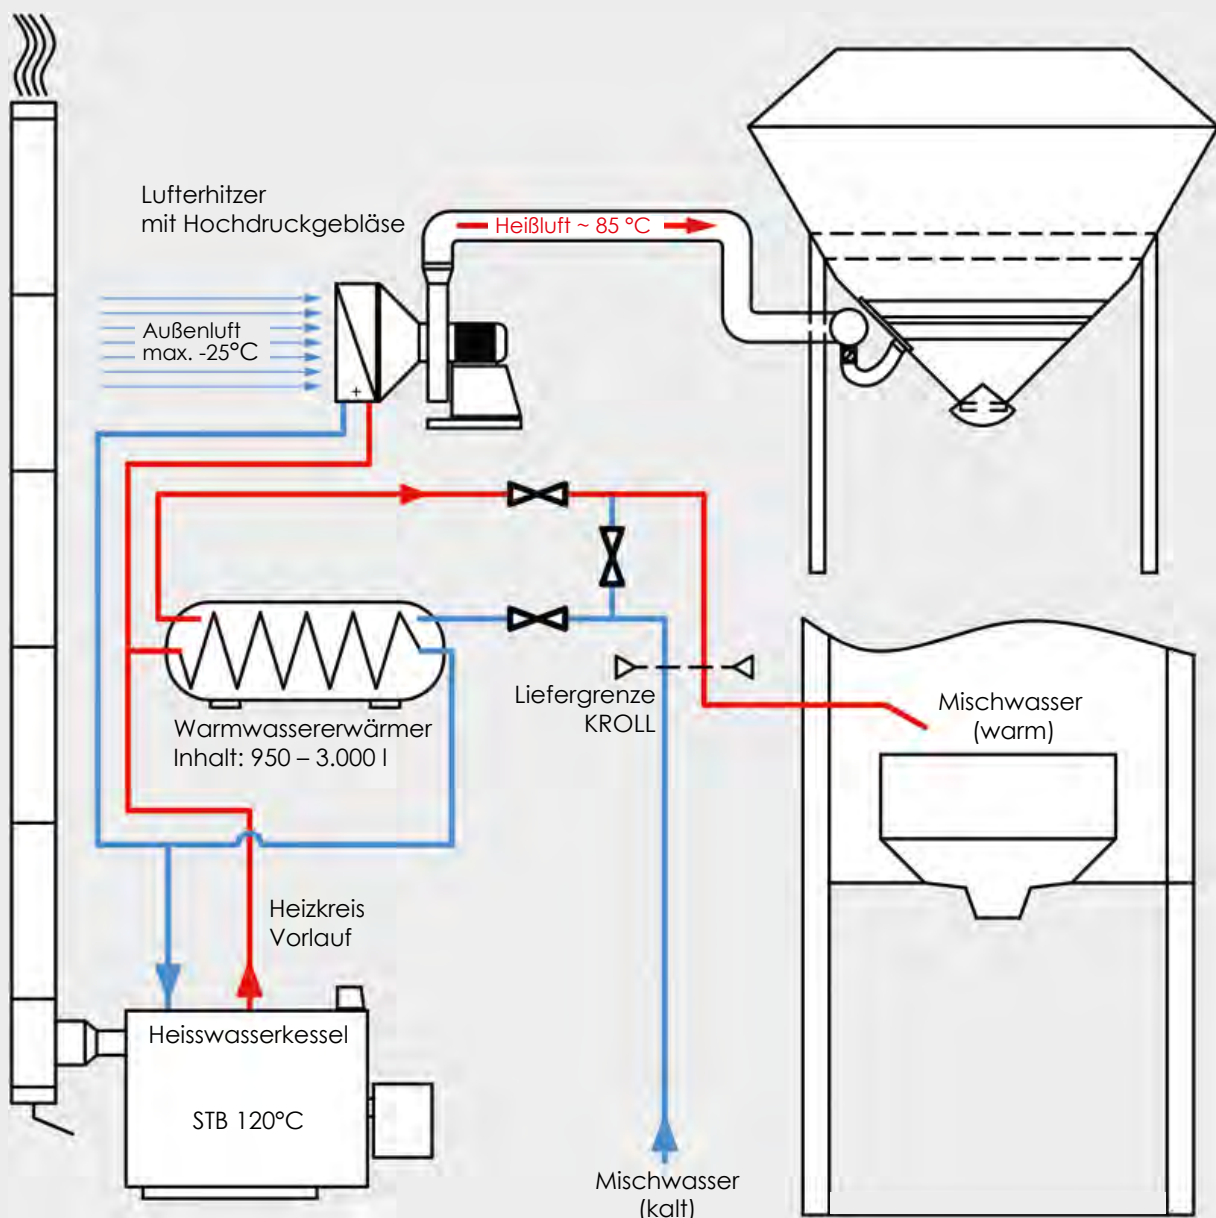 Lufterhitzer
mit Hochdruckgebläse
Heißluft ~ 85 °C
Außenluft
max. -25°C
+
Warmwassererwärmer
Inhalt: 950 – 3.000 l
Liefergrenze
KROLL
Mischwasser
(warm)
Heizkreis
Vorlauf
Heisswasserkessel
STB 120°C
Mischwasser
(kalt)